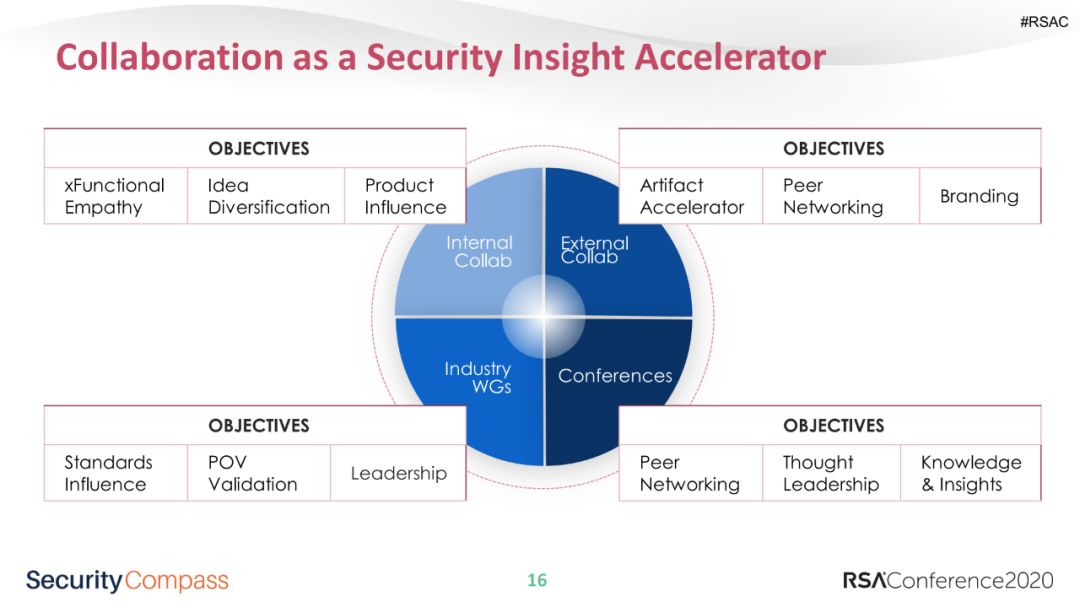 #RSAC
Collaboration as a Security Insight Accelerator
OBJECTIVES
xFunctional
Empathy
Idea
Diversification
Product
Influence
OBJECTIVES
Artifact
Accelerator
Peer
Networking
Branding
Internal
Collab
External
Collab
Industry
WGs
Conferences
OBJECTIVES
Standards
Influence
POV
Validation
Leadership
OBJECTIVES
Peer
Networking
Thought
Leadership
Knowledge
& Insights
SecurityCompass
16
RSAConference2020